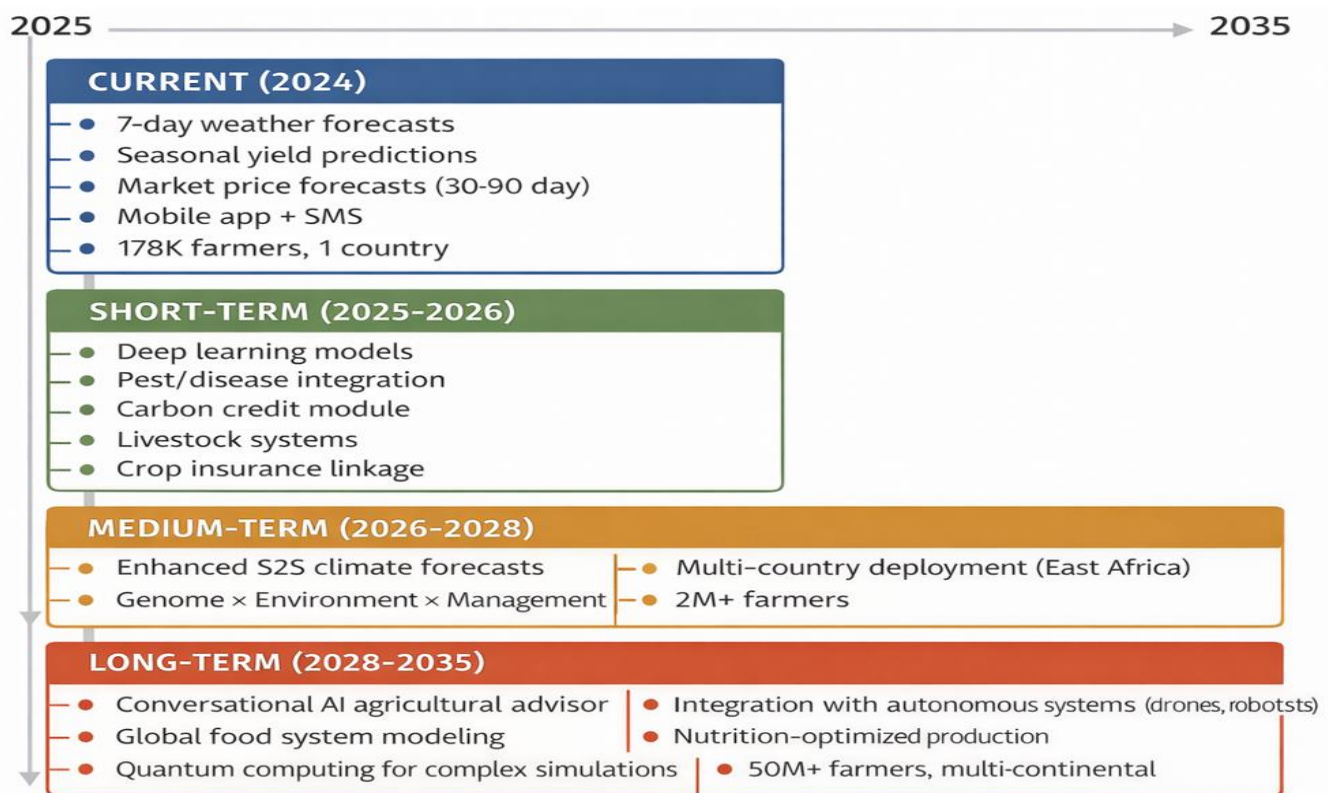 2025 2035
CURRENT (2024)
7-day weather forecasts
Seasonal yield predictions
Market price forecasts (30-90 day)
Mobile app + SMS
178K farmers, 1 country
SHORT-TERM (2025-2026)
Deep learning models
Pest/disease integration
Carbon credit module
Livestock systems
Crop insurance linkage
MEDIUM-TERM (2026-2028)
Enhanced S2S climate forecasts
Genome × Environment × Management
Multi-country deployment (East Africa)
2M+ farmers
LONG-TERM (2028-2035)
Conversational AI agricultural advisor
Global food system modeling
Quantum computing for complex simulations
Integration with autonomous systems (drones, robotsts)
Nutrition-optimized production
50M+ farmers, multi-continental